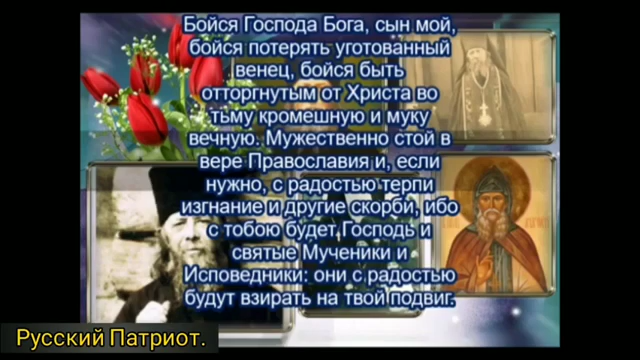 Бойся Господа Бога, сын мой,
бойся потерять уготованный
венец, бойся быть
отторгнутым от Христа во
тьму кромешную и муку
вечную. Мужественно стой в
вере Православия и, если
нужно, с радостью терпи
изгнание и другие скорби, ибо
с тобою будет Господь и
святые Мученики и
Исповедники: они с радостью
будут взирать на твой подвиг.
Русский Патриот.